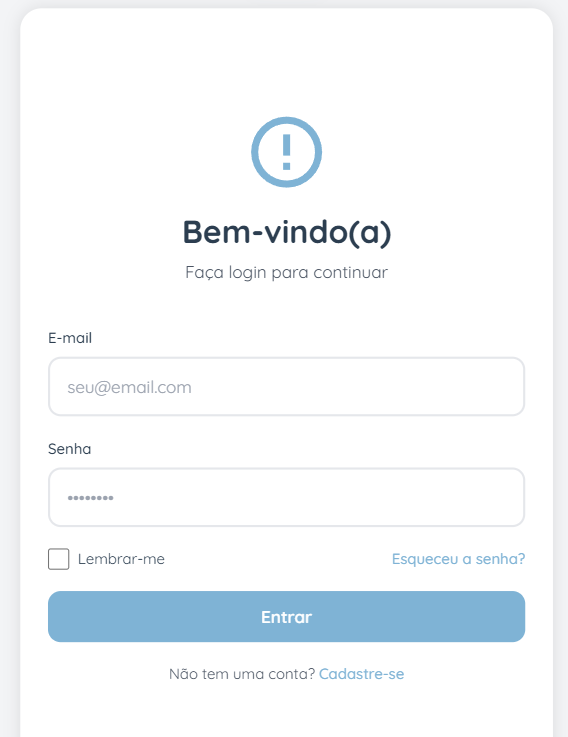 Bem-vindo(a)
Faça login para continuar
E-mail
seu@email.com
Senha
••••••••
Lembrar-me
Esqueceu a senha?
Entrar
Não tem uma conta? Cadastre-se